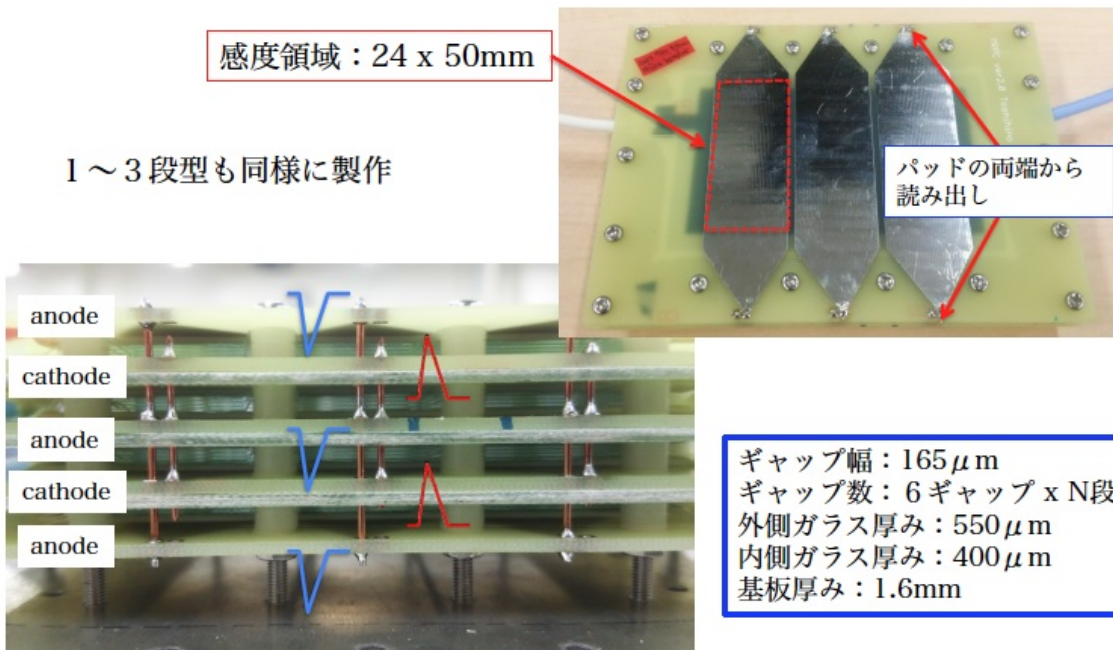 感度領域：24 x 50mm
1～3段型も同様に製作
パッドの両端から
読み出し
anode
cathode
anode
cathode
anode
ギャップ幅：165μm
ギャップ数：6ギャップ x N段
外側ガラス厚み：550μm
内側ガラス厚み：400μm
基板厚み：1.6mm